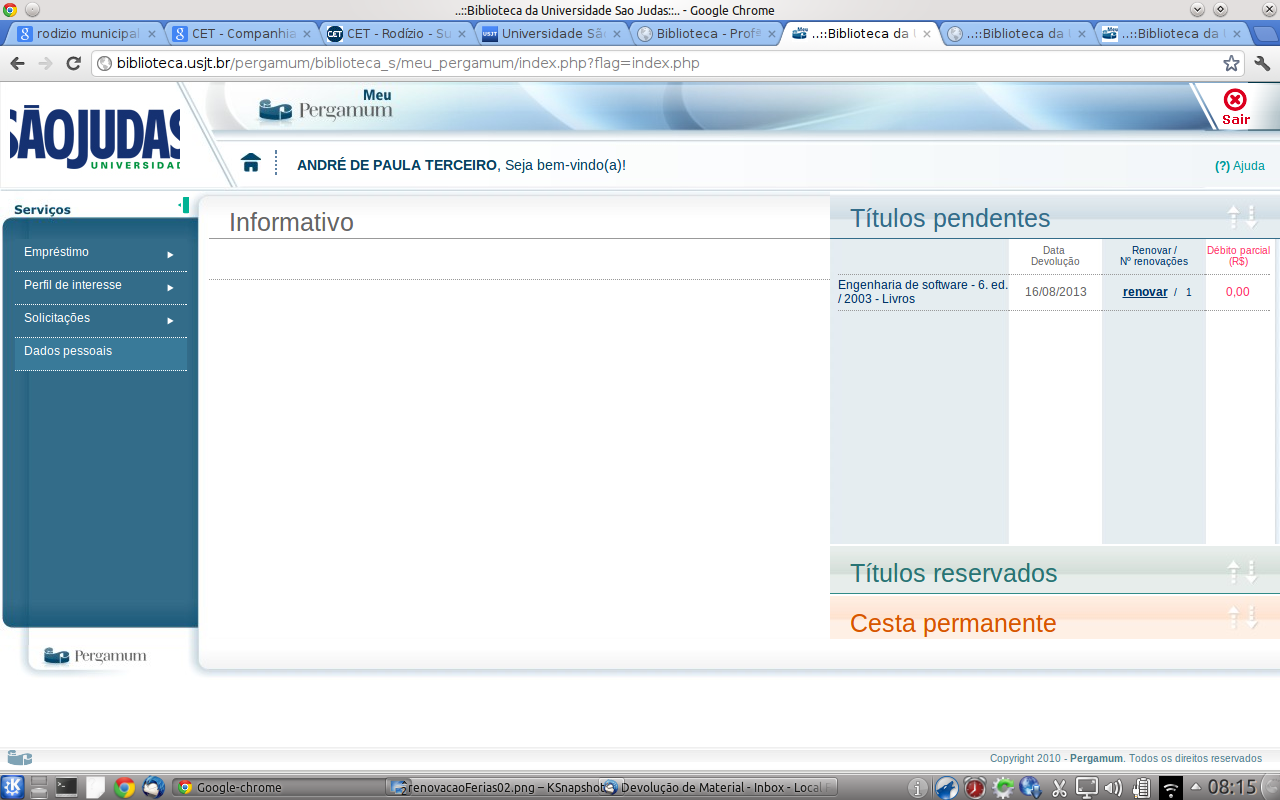 ..::Biblioteca da Universidade Sao Judas::.. - Google Chrome
rodizio municipal
CET - Companhia
CET - Rodízio - Su
Universidade São
Biblioteca - Profª
..::Biblioteca da U
..::Biblioteca da U
..::Biblioteca da U
biblioteca.usjt.br/pergamum/biblioteca_s/meu_pergamum/index.php?flag=index.php
SÃOJUDAS
UNIVERSIDAD
Meu
Pergamum
Sair
ANDRÉ DE PAULA TERCEIRO, Seja bem-vindo(a)!
(?) Ajuda
Serviços
Empréstimo
Perfil de interesse
Solicitações
Dados pessoais
Pergamum
Informativo
Títulos pendentes
Data
Devolução
Renovar /
Nº renovações
Débito parcial
(R$)
Engenharia de software - 6. ed.
/ 2003 - Livros
16/08/2013
renovar / 1
0,00
Títulos reservados
Cesta permanente
Copyright 2010 - Pergamum. Todos os direitos reservados
Google-chrome
renovacaoFerias02.png – KSnapshot
Devolução de Material - Inbox - Local F
08:15